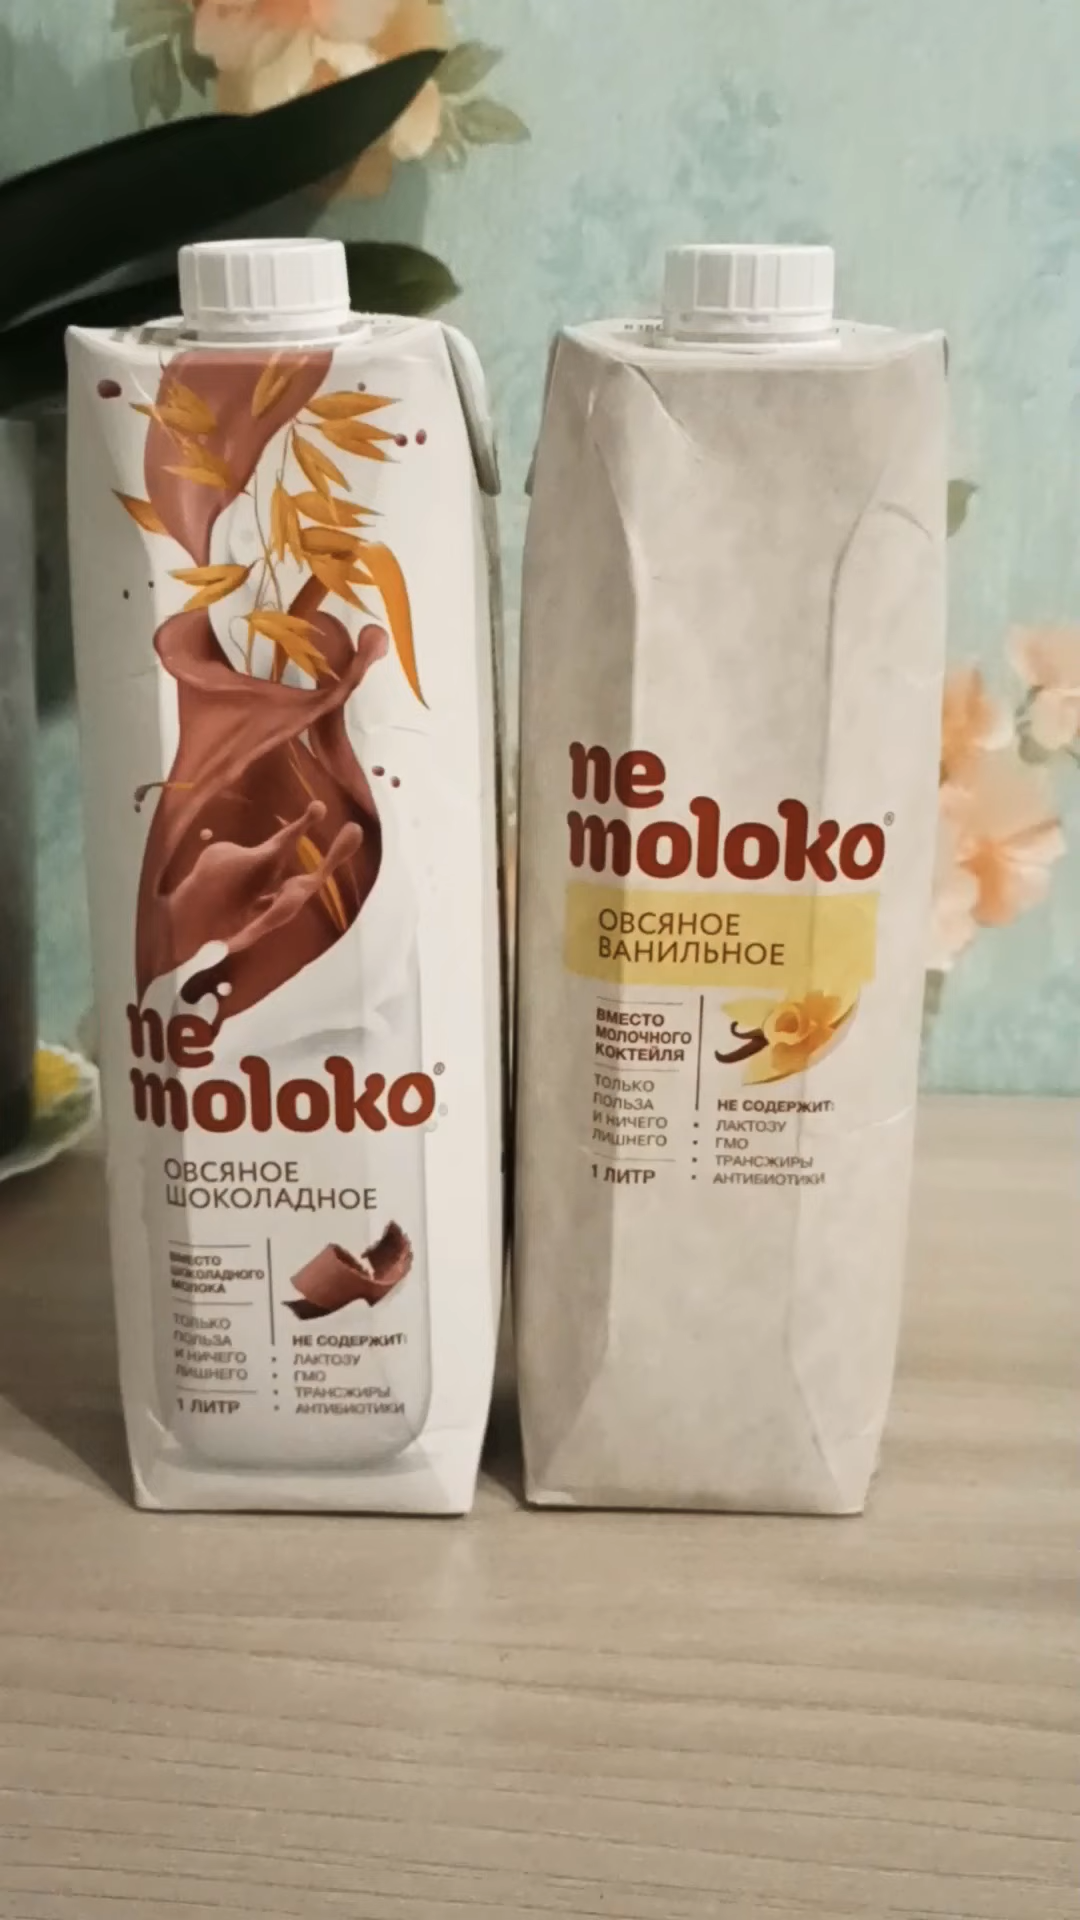 ne
moloko®
ОВСЯНОЕ
ШОКОЛАДНОЕ
ВМЕСТО
ШОКОЛАДНОГО
МОЛОКА
ТОЛЬКО
ПОЛЬЗА
И НИЧЕГО
ЛИШНЕГО
1 ЛИТР
НЕ СОДЕРЖИТ:
• ЛАКТОЗУ
• ГМО
• ТРАНСЖИРЫ
• АНТИБИОТИКИ
ne
moloko®
ОВСЯНОЕ
ВАНИЛЬНОЕ
ВМЕСТО
МОЛОЧНОГО
КОКТЕЙЛЯ
ТОЛЬКО
ПОЛЬЗА
И НИЧЕГО
ЛИШНЕГО
1 ЛИТР
НЕ СОДЕРЖИТ:
• ЛАКТОЗУ
• ГМО
• ТРАНСЖИРЫ
• АНТИБИОТИКИ